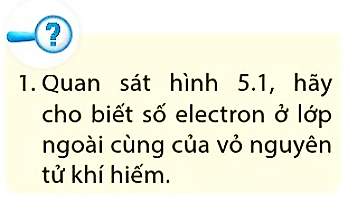 ?
1. Quan sát hình 5.1, hãy
cho biết số electron ở lớp
ngoài cùng của vỏ nguyên
tử khí hiếm.